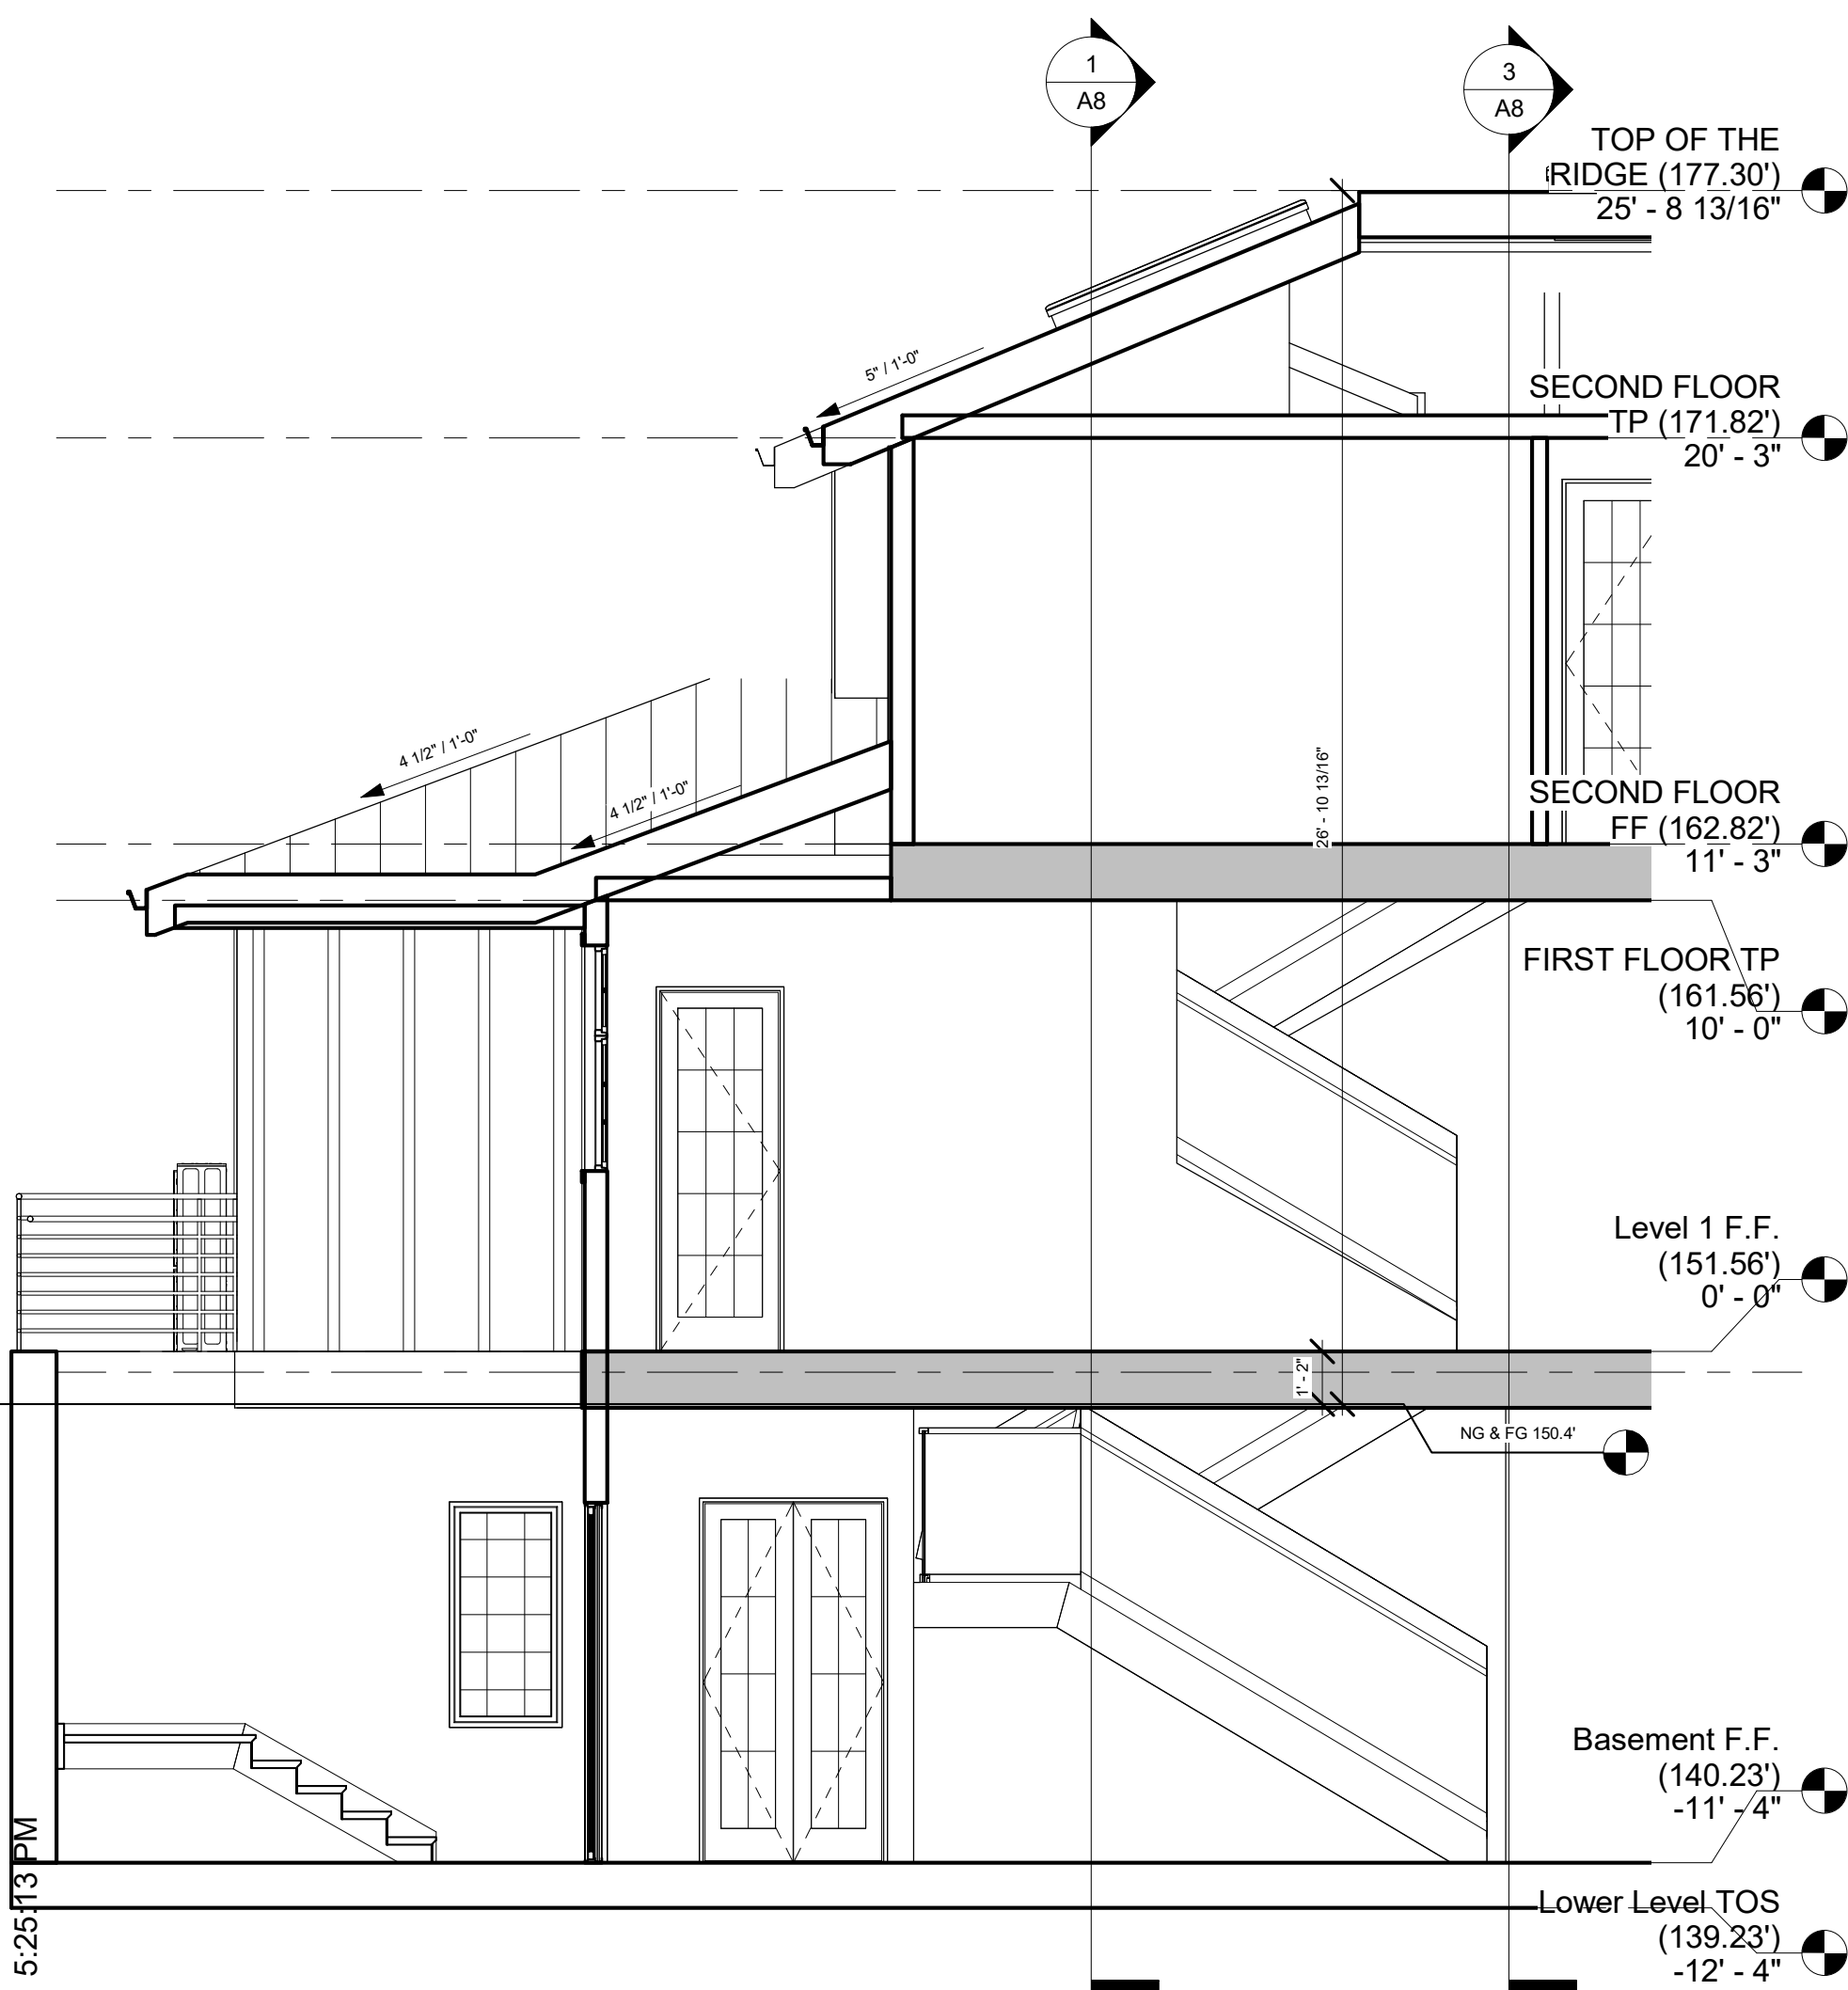 1
A8
3
A8
TOP OF THE
RIDGE (177.30')
25' - 8 13/16"
5" / 1'-0"
SECOND FLOOR
TP (171.82')
20' - 3"
4 1/2" / 1'-0"
4 1/2" / 1'-0"
26' - 10 13/16"
SECOND FLOOR
FF (162.82')
11' - 3"
FIRST FLOOR TP
(161.56')
10' - 0"
Level 1 F.F.
(151.56')
0' - 0"
1' - 2"
NG & FG 150.4'
Basement F.F.
(140.23')
-11' - 4"
Lower Level TOS
(139.23')
-12' - 4"
5:25:13 PM